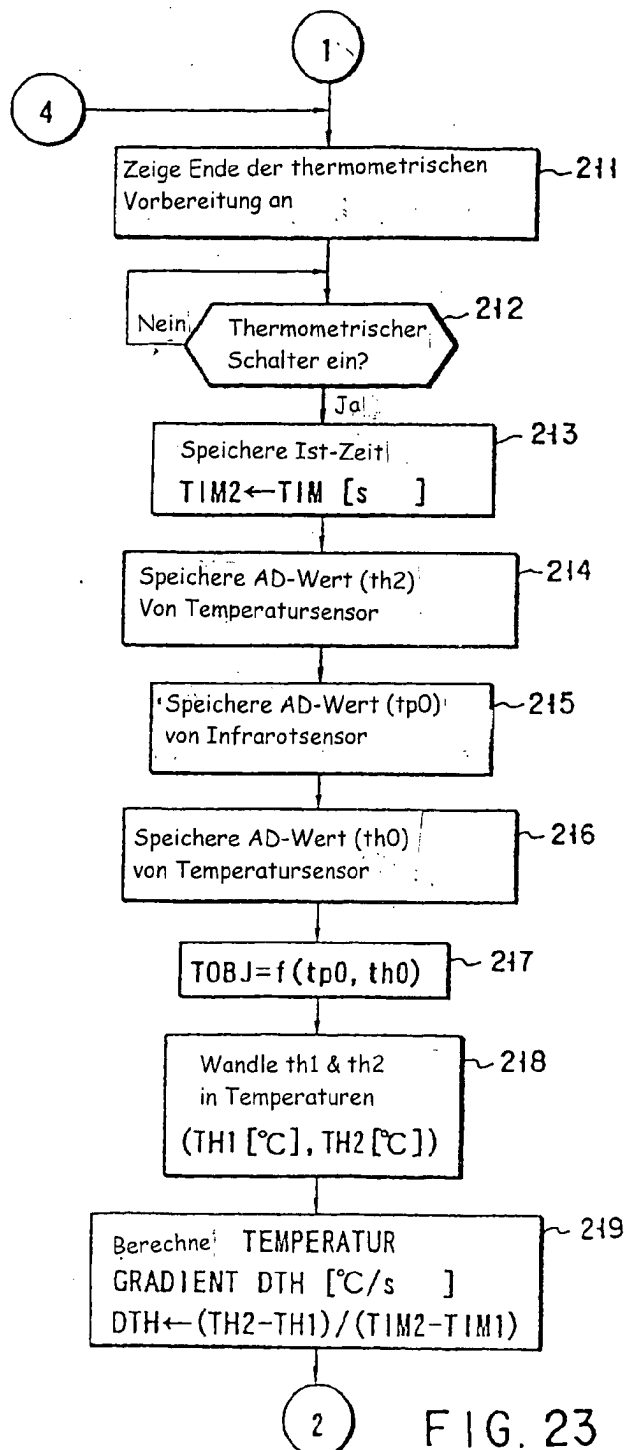 1
4
Zeige Ende der thermometrischen
Vorbereitung an
211
212
Nein
Thermometrischer
Schalter ein?
Ja
213
Speichere Ist-Zeit
TIM2←TIM [s ]
214
Speichere AD-Wert (th2)
Von Temperatursensor
215
Speichere AD-Wert (tp0)
von Infrarotsensor
216
Speichere AD-Wert (th0)
von Temperatursensor
217
TOBJ=f(tp0, th0)
218
Wandle th1 & th2
in Temperaturen
(TH1[℃], TH2[℃])
219
Berechne TEMPERATUR
GRADIENT DTH [℃/s ]
DTH←(TH2-TH1)/(TIM2-TIM1)
2
FIG. 23